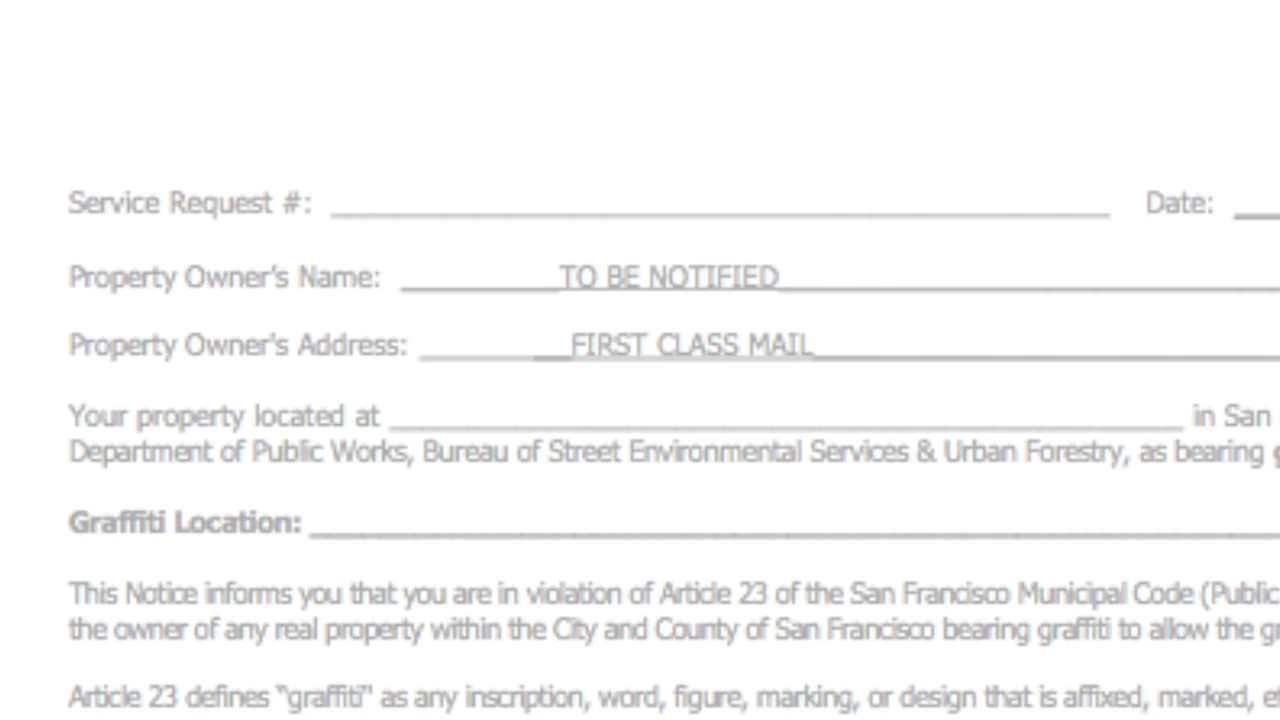 Service Request #: Date:
Property Owner's Name: TO BE NOTIFIED
Property Owner's Address: FIRST CLASS MAIL
Your property located at in San
Department of Public Works, Bureau of Street Environmental Services & Urban Forestry, as bearing
Graffiti Location:
This Notice informs you that you are in violation of Article 23 of the San Francisco Municipal Code (Public
the owner of any real property within the City and County of San Francisco bearing graffiti to allow the
Article 23 defines "graffiti" as any inscription, word, figure, marking, or design that is affixed, marked,